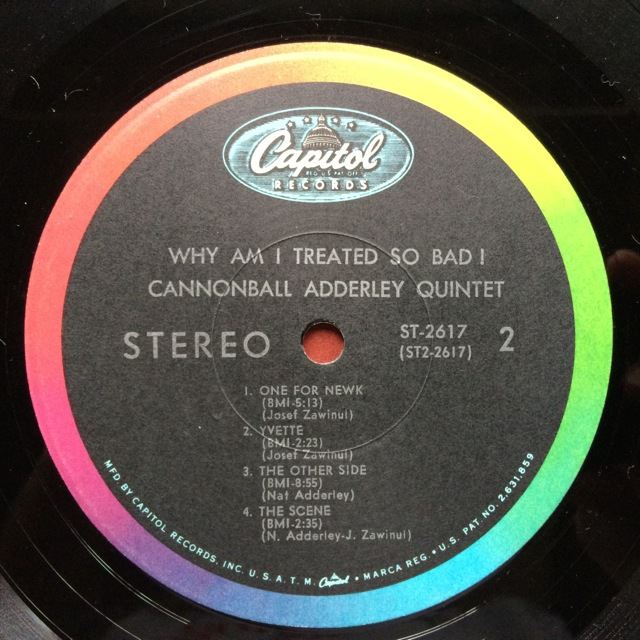 Capitol
REG. U.S. PAT. OFF.
RECORDS
WHY AM I TREATED SO BAD!
CANNONBALL ADDERLEY QUINTET
STEREO
ST-2617
(ST2-2617)
2
1. ONE FOR NEWK
(BMI-5:13)
(Josef Zawinul)
2. YVETTE
(BMI-2:23)
(Josef Zawinul)
3. THE OTHER SIDE
(BMI-8:55)
(Nat Adderley)
4. THE SCENE
(BMI-2:35)
(N. Adderley-J. Zawinul)
MFD. BY CAPITOL RECORDS, INC. U.S.A. T.M. Capitol • MARCA REG. • U.S. PAT. NO. 2,631,859